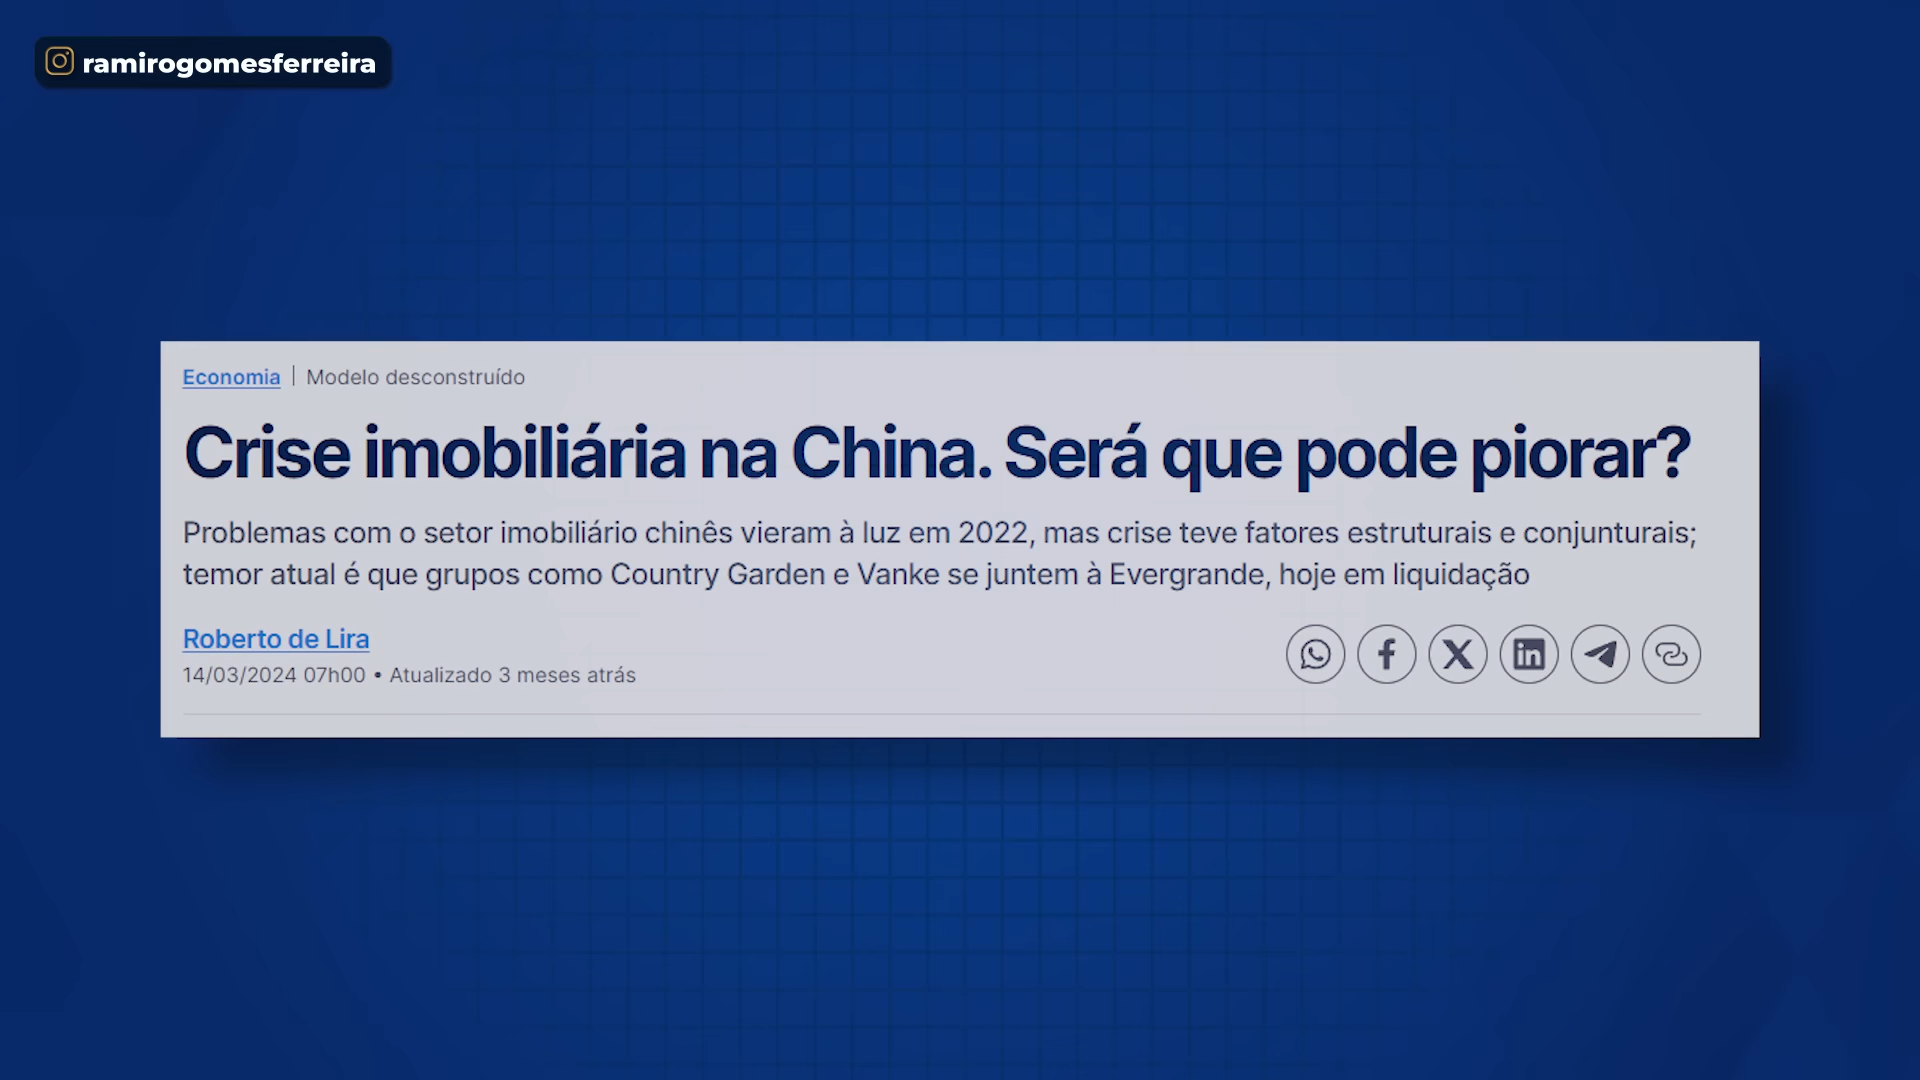 ramirogomesferreira
Economia | Modelo desconstruído
Crise imobiliária na China. Será que pode piorar?
Problemas com o setor imobiliário chinês vieram à luz em 2022, mas crise teve fatores estruturais e conjunturais;
temor atual é que grupos como Country Garden e Vanke se juntem à Evergrande, hoje em liquidação
Roberto de Lira
14/03/2024 07h00 • Atualizado 3 meses atrás